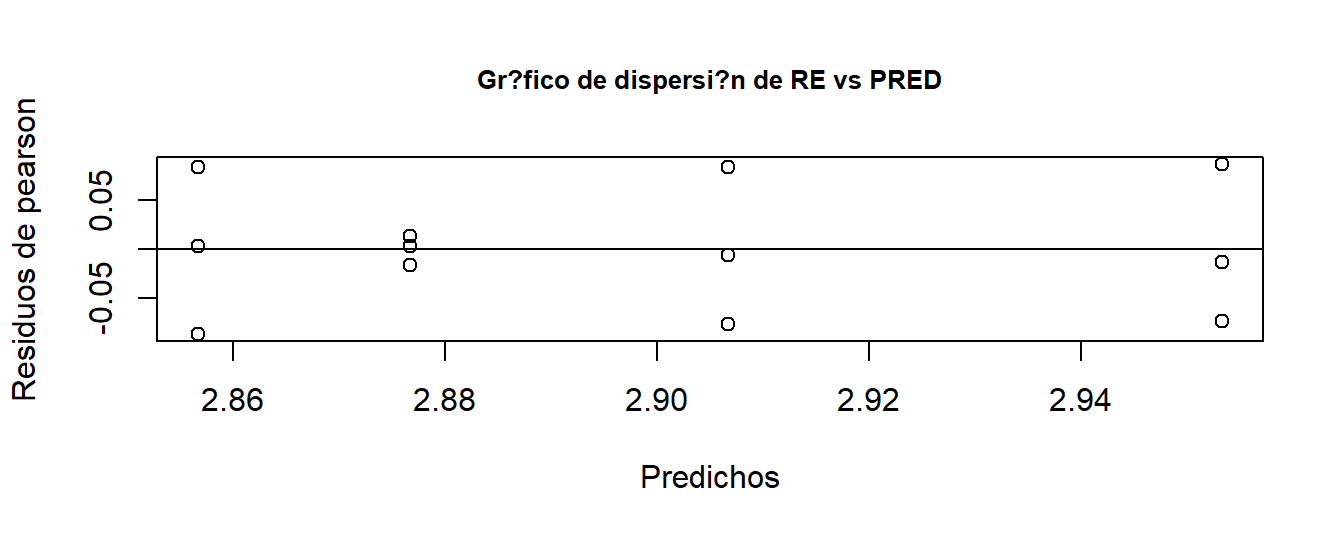 Gr?fico de dispersi?n de RE vs PRED
Residuos de pearson
0.05
-0.05
2.86 2.88 2.90 2.92 2.94
Predichos